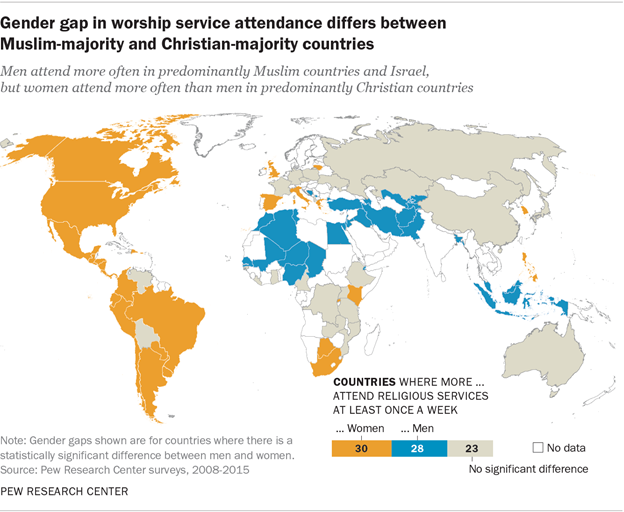 Gender gap in worship service attendance differs between
Muslim-majority and Christian-majority countries
Men attend more often in predominantly Muslim countries and Israel,
but women attend more often than men in predominantly Christian countries
COUNTRIES WHERE MORE ...
ATTEND RELIGIOUS SERVICES
AT LEAST ONCE A WEEK
... Women ... Men
30 28 23 No data
No significant difference
Note: Gender gaps shown are for countries where there is a
statistically significant difference between men and women.
Source: Pew Research Center surveys, 2008-2015
PEW RESEARCH CENTER